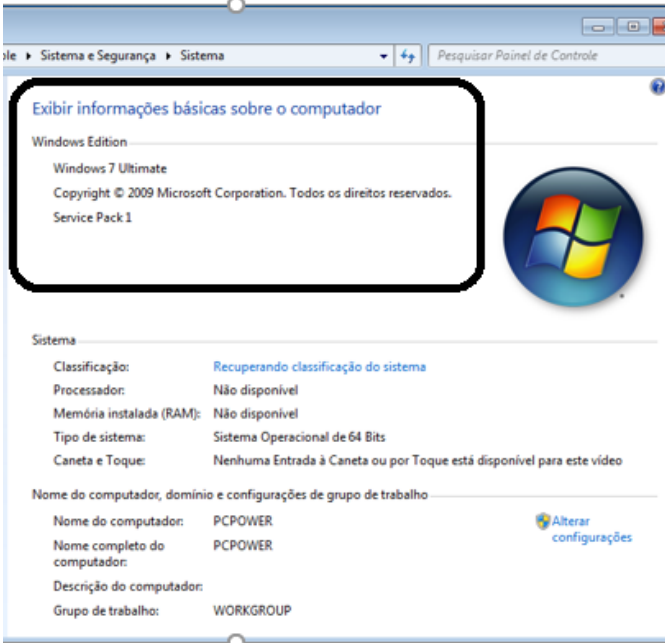 ole ▸ Sistema e Segurança ▸ Sistema
Pesquisar Painel de Controle
Exibir informações básicas sobre o computador
Windows Edition
Windows 7 Ultimate
Copyright © 2009 Microsoft Corporation. Todos os direitos reservados.
Service Pack 1
Sistema
Classificação: Recuperando classificação do sistema
Processador: Não disponível
Memória instalada (RAM): Não disponível
Tipo de sistema: Sistema Operacional de 64 Bits
Caneta e Toque: Nenhuma Entrada à Caneta ou por Toque está disponível para este vídeo
Nome do computador, domínio e configurações de grupo de trabalho
Nome do computador: PCPOWER
Alterar
configurações
Nome completo do
computador: PCPOWER
Descrição do computador:
Grupo de trabalho: WORKGROUP